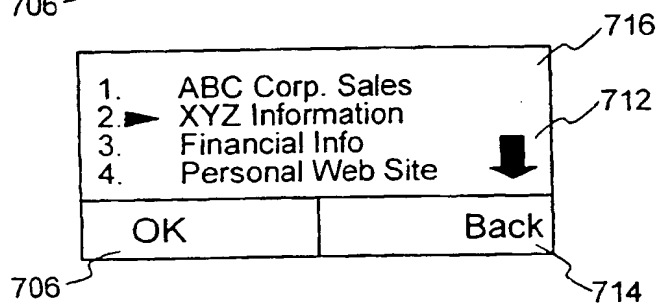 706
716
1. ABC Corp. Sales
712
2. XYZ Information
3. Financial Info
4. Personal Web Site
OK Back
706 714